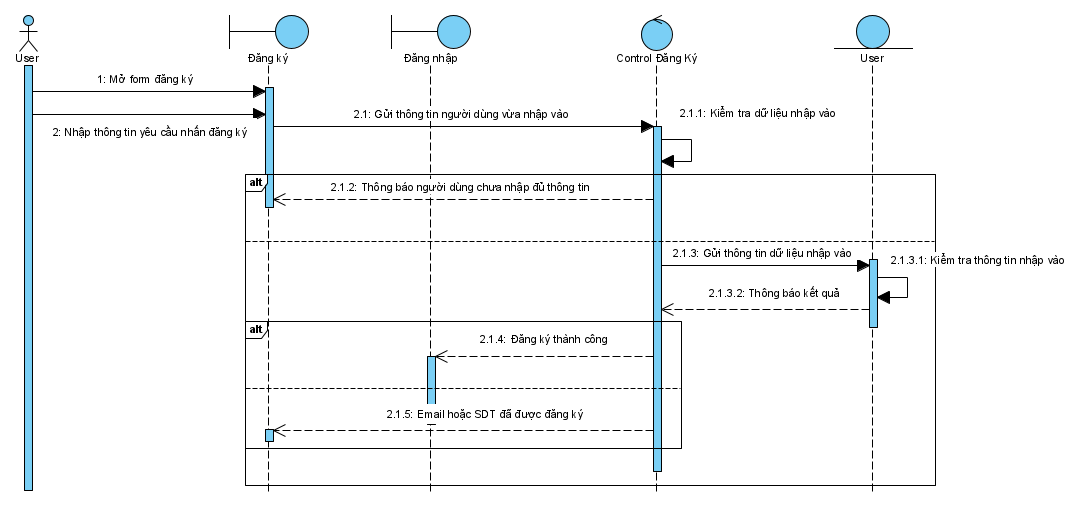 User
Đăng ký
Đăng nhập
Control Đăng Ký
User
1: Mở form đăng ký
2: Nhập thông tin yêu cầu nhấn đăng ký
2.1: Gửi thông tin người dùng vừa nhập vào
2.1.1: Kiểm tra dữ liệu nhập vào
alt
2.1.2: Thông báo người dùng chưa nhập đủ thông tin
2.1.3: Gửi thông tin dữ liệu nhập vào
2.1.3.1: Kiểm tra thông tin nhập vào
2.1.3.2: Thông báo kết quả
alt
2.1.4: Đăng ký thành công
2.1.5: Email hoặc SDT đã được đăng ký